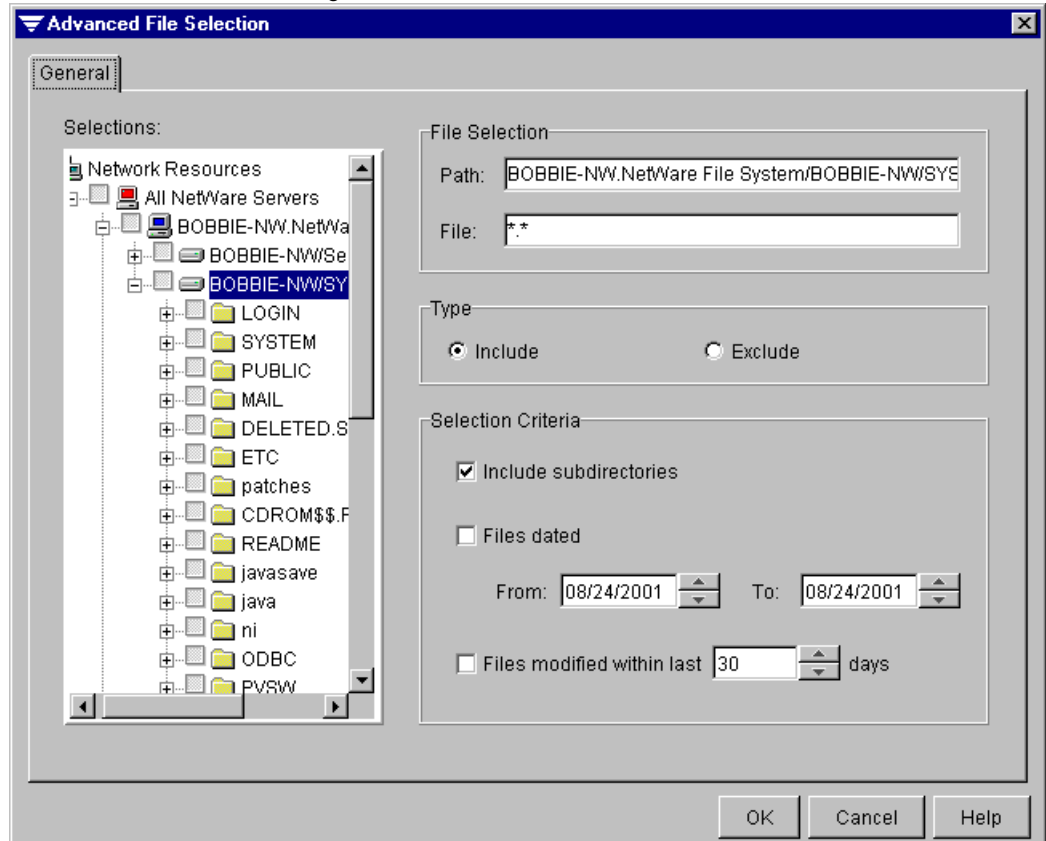 Advanced File Selection
General
Selections:
Network Resources
All NetWare Servers
BOBBIE-NW.NetWa
BOBBIE-NW/Se
BOBBIE-NW/SY
LOGIN
SYSTEM
PUBLIC
MAIL
DELETED.S
ETC
patches
CDROM$$.F
README
javasave
java
ni
ODBC
PVSW
File Selection
Path: BOBBIE-NW.NetWare File System/BOBBIE-NW/SYS
File: *.*
Type
Include Exclude
Selection Criteria
Include subdirectories
Files dated
From: 08/24/2001 To: 08/24/2001
Files modified within last 30 days
OK Cancel Help